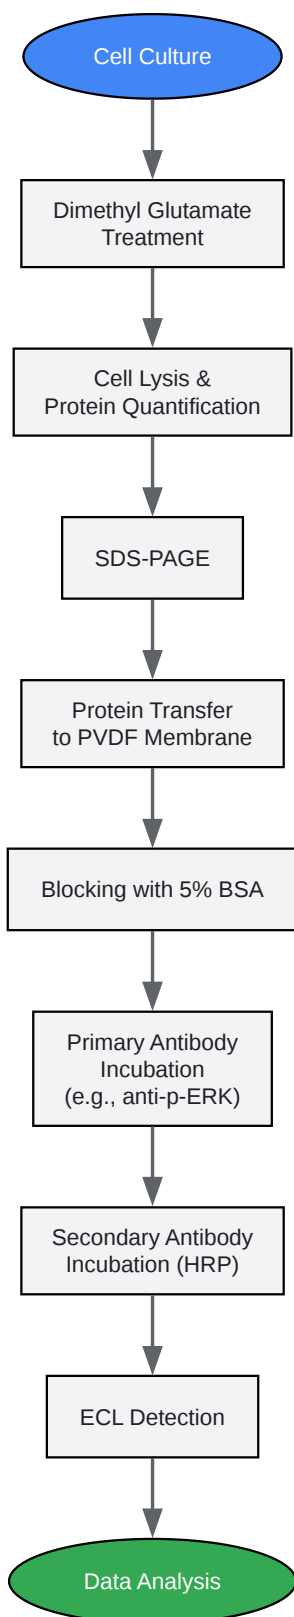 Cell Culture
Dimethyl Glutamate
Treatment
Cell Lysis &
Protein Quantification
SDS-PAGE
Protein Transfer
to PVDF Membrane
Blocking with 5% BSA
Primary Antibody
Incubation
(e.g., anti-p-ERK)
Secondary Antibody
Incubation (HRP)
ECL Detection
Data Analysis